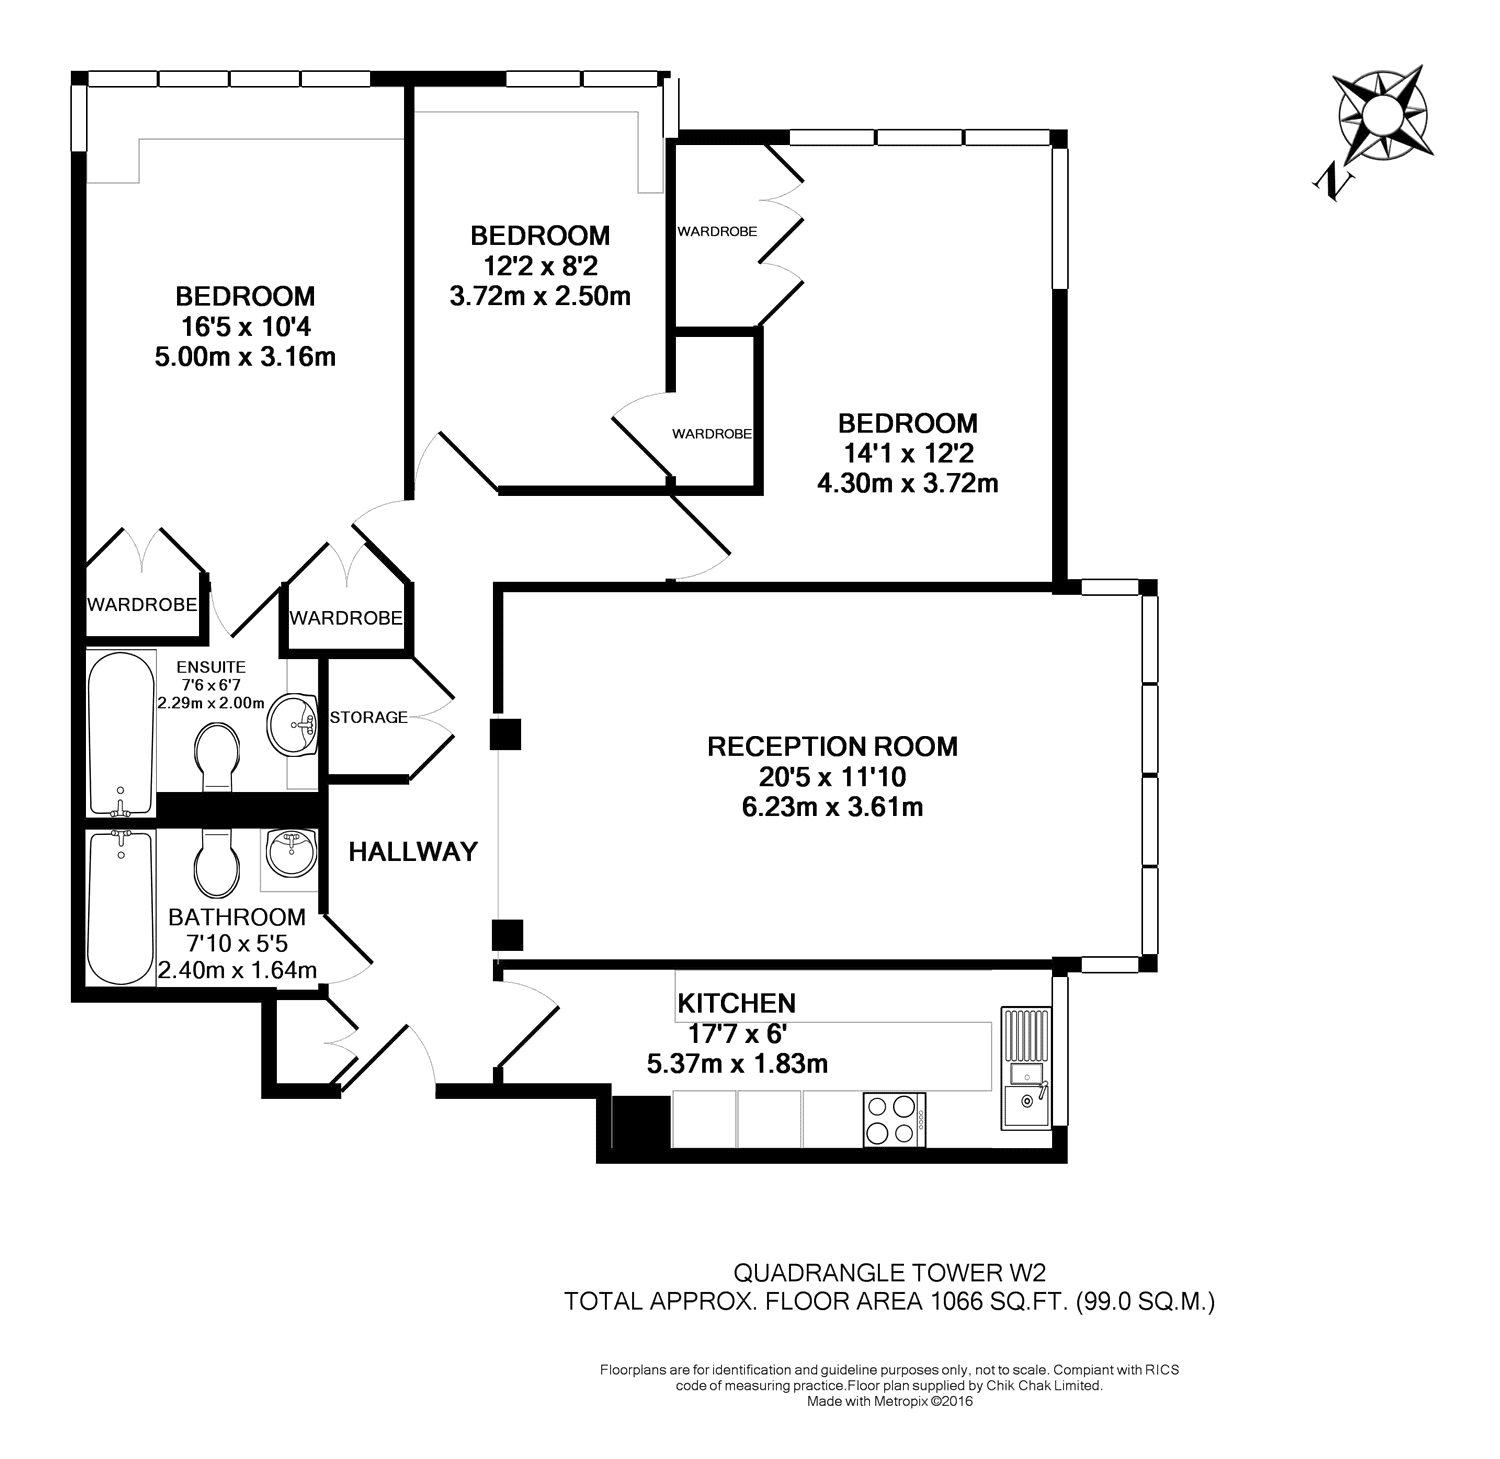 N
BEDROOM
12'2 x 8'2
3.72m x 2.50m
WARDROBE
BEDROOM
16'5 x 10'4
5.00m x 3.16m
WARDROBE
BEDROOM
14'1 x 12'2
4.30m x 3.72m
WARDROBE
WARDROBE
ENSUITE
7'6 x 6'7
2.29m x 2.00m
STORAGE
RECEPTION ROOM
20'5 x 11'10
6.23m x 3.61m
HALLWAY
BATHROOM
7'10 x 5'5
2.40m x 1.64m
KITCHEN
17'7 x 6'
5.37m x 1.83m
QUADRANGLE TOWER W2
TOTAL APPROX. FLOOR AREA 1066 SQ.FT. (99.0 SQ.M.)
Floorplans are for identification and guideline purposes only, not to scale. Compiant with RICS
code of measuring practice.Floor plan supplied by Chik Chak Limited.
Made with Metropix ©2016